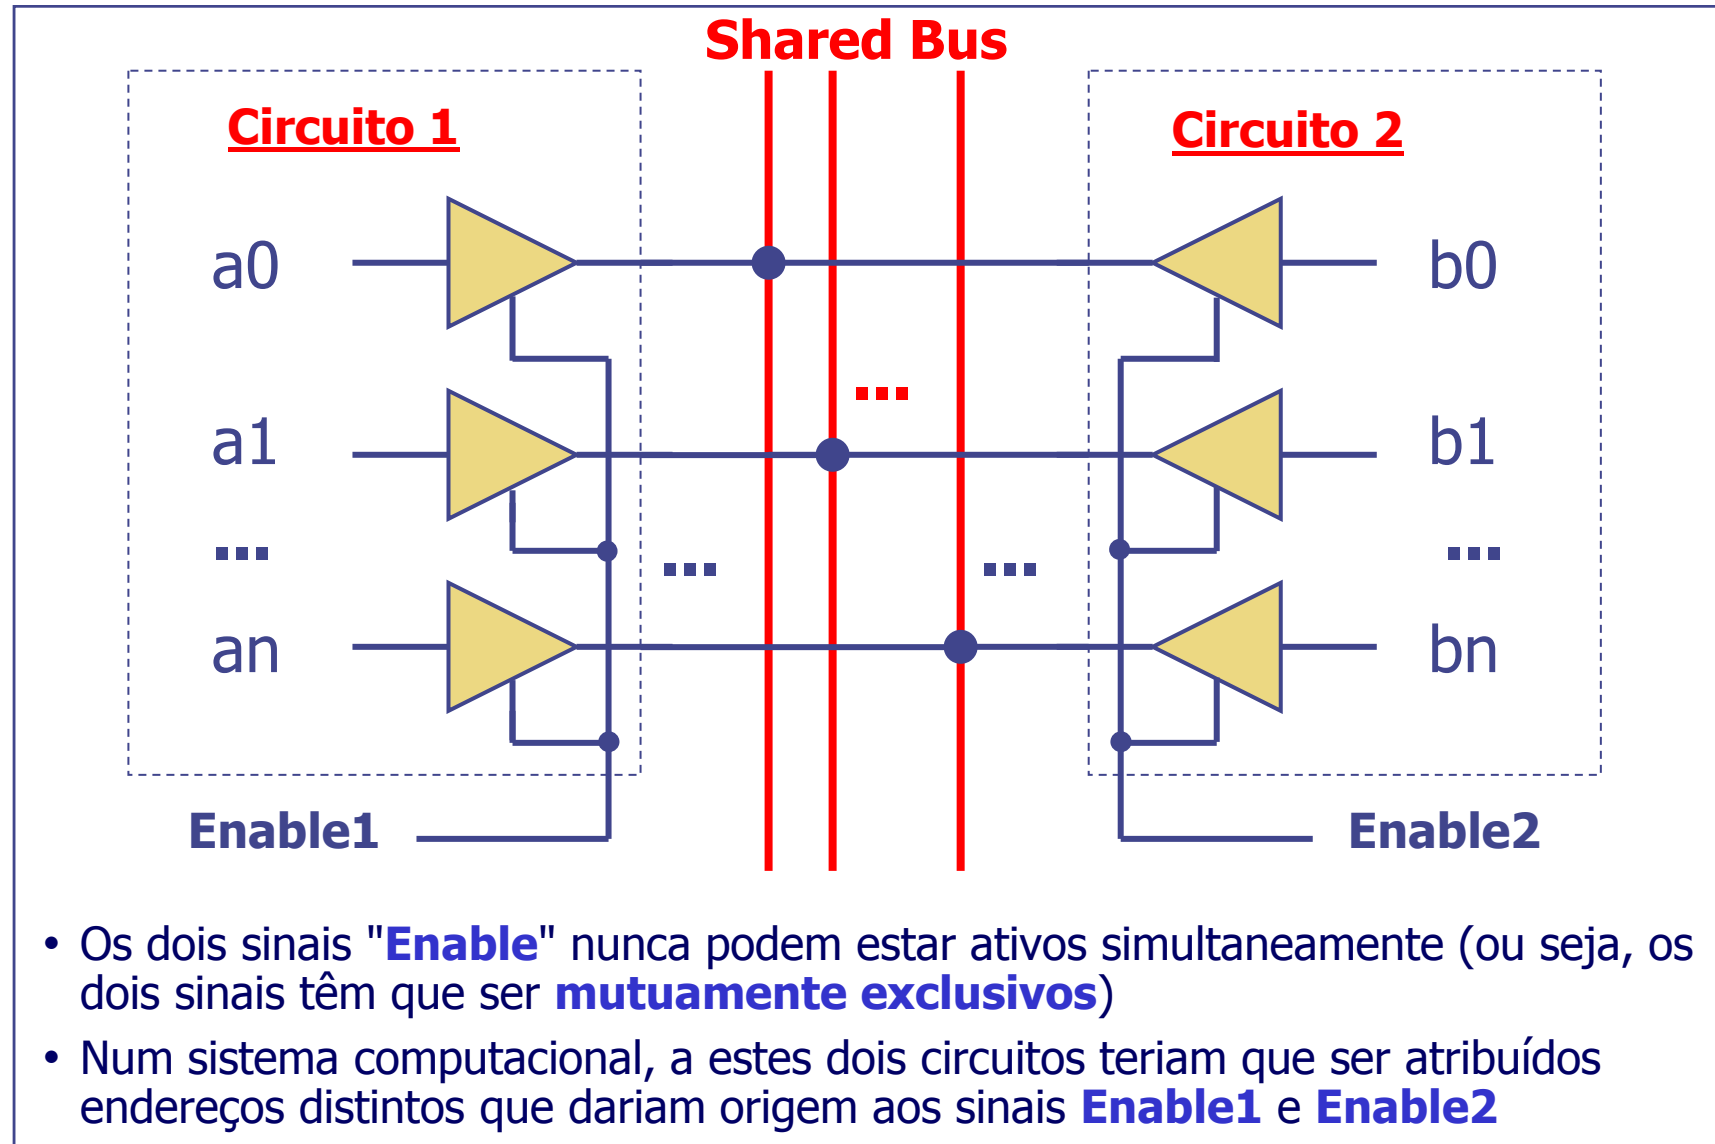 Shared Bus
Circuito 1
Circuito 2
a0
b0
...
a1
b1
...
...
...
...
an
bn
Enable1
Enable2
• Os dois sinais "Enable" nunca podem estar ativos simultaneamente (ou seja, os
dois sinais têm que ser mutuamente exclusivos)
• Num sistema computacional, a estes dois circuitos teriam que ser atribuídos
endereços distintos que dariam origem aos sinais Enable1 e Enable2